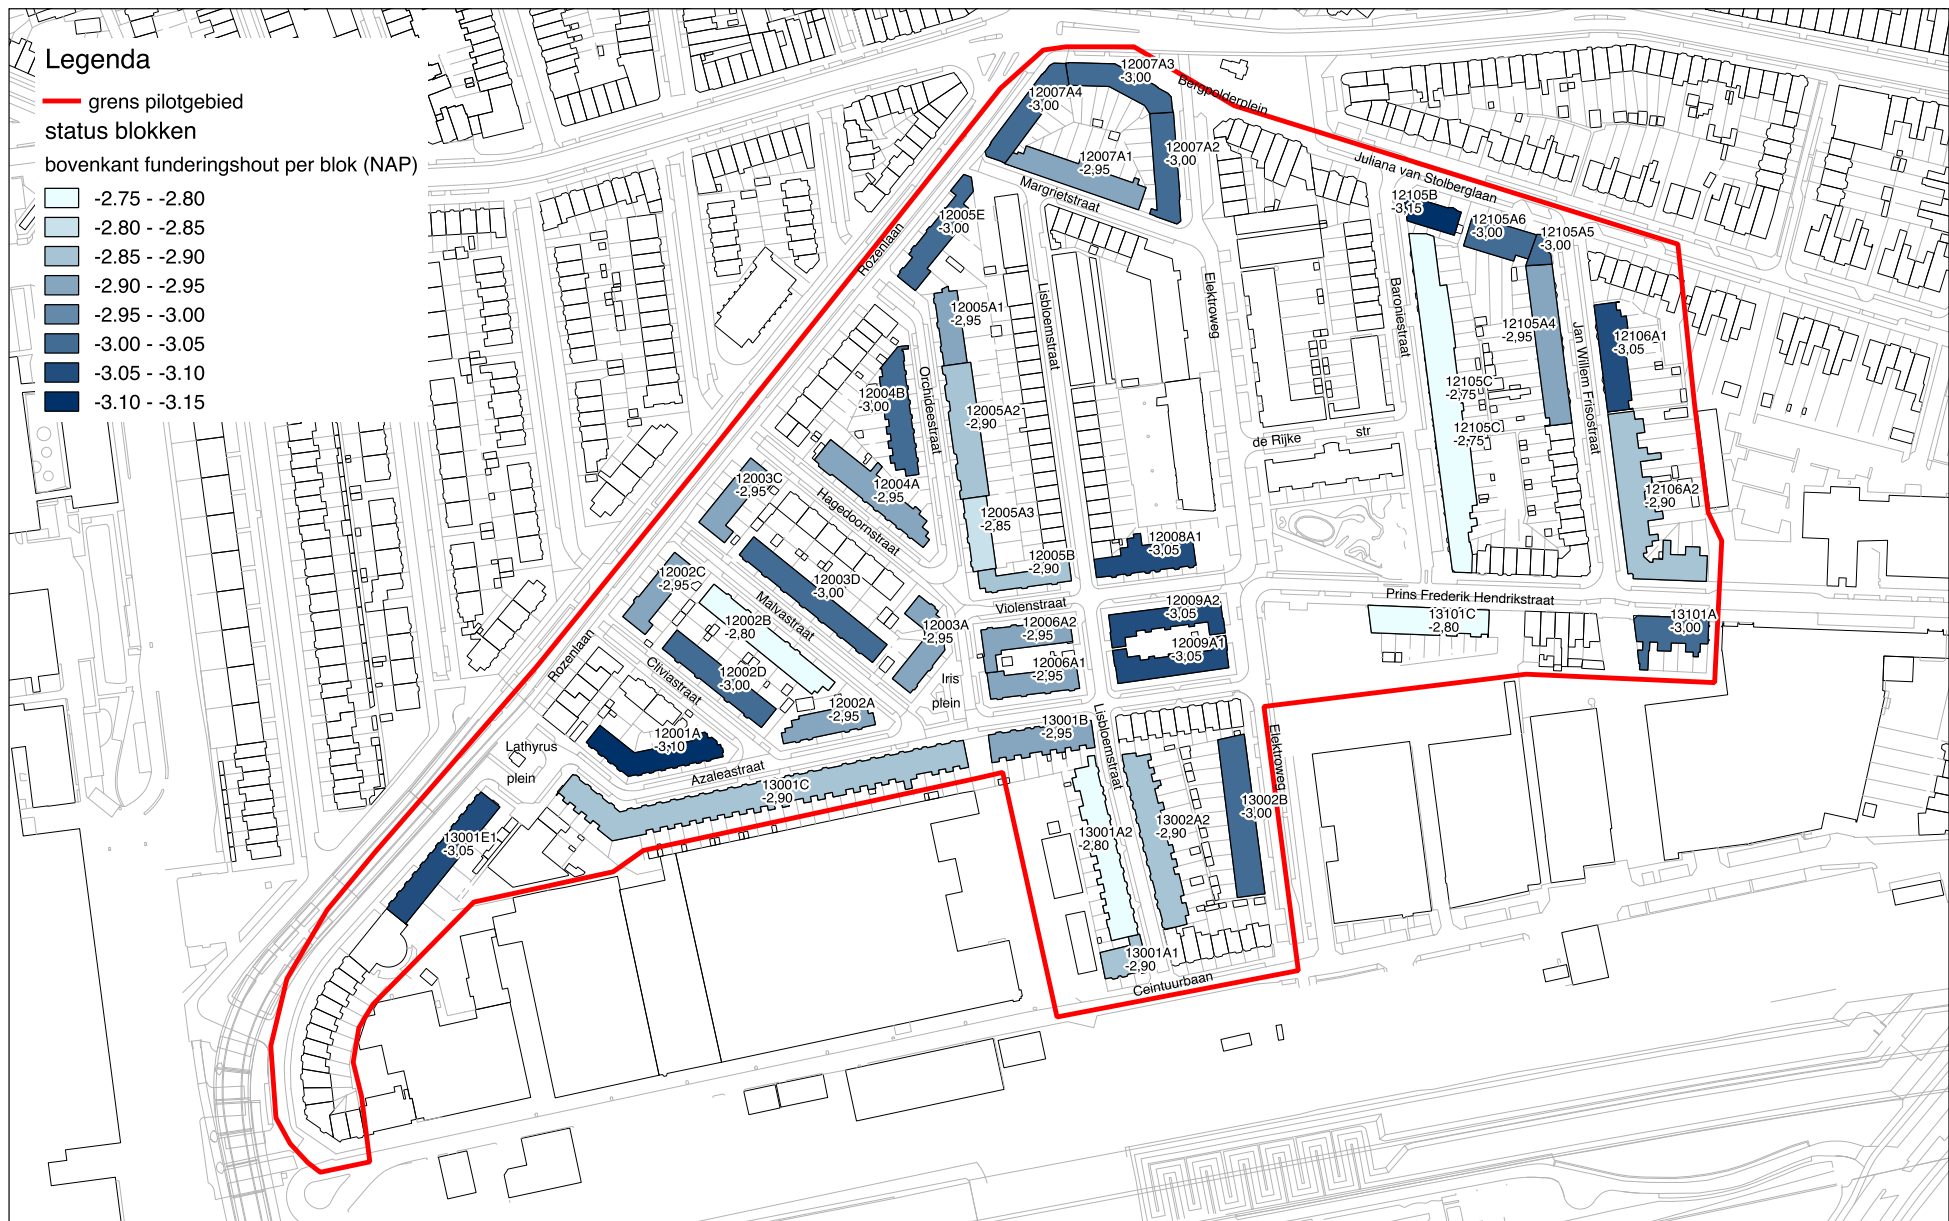 Legenda
grens pilotgebied
status blokken
bovenkant funderingshout per blok (NAP)
-2.75 - -2.80
-2.80 - -2.85
-2.85 - -2.90
-2.90 - -2.95
-2.95 - -3.00
-3.00 - -3.05
-3.05 - -3.10
-3.10 - -3.15
12007A3
-3,00
Bergpolderplein
12007A4
-3,00
12007A1
-2,95
12007A2
-3,00
Margrietstraat
Juliana van Stolberglaan
12105B
-3,15
12105A6
-3,00
12105A5
-3,00
12005E
-3,00
Rozenlaan
Lisbloemstraat
Elektroweg
Baroniestraat
12005A1
-2,95
12105A4
-2,95
Jan Willem Frisostraat
12106A1
-3,05
12004B
-3,00
Orchideestraat
12005A2
-2,90
12105C
-2,75
12105C
-2,75
de Rijke
str
12003C
-2,95
12004A
-2,95
Hagedoornstraat
12005A3
-2,85
12106A2
-2,90
12005B
-2,90
12008A1
-3,05
12002C
-2,95
12003D
-3,00
Malvastraat
12002B
-2,80
12003A
-2,95
Violenstraat
12006A2
-2,95
12006A1
-2,95
12009A2
-3,05
12009A1
-3,05
Prins Frederik Hendrikstraat
13101C
-2,80
13101A
-3,00
Rozenlaan
Cliviastraat
12002D
-3,00
12002A
-2,95
Iris
plein
12001A
-3,10
Lathyrus
plein
Azaleastraat
13001C
-2,90
13001B
-2,95
Lisbloemstraat
Elektroweg
13001E1
-3,05
13001A2
-2,80
13002A2
-2,90
13002B
-3,00
13001A1
-2,90
Ceintuurbaan